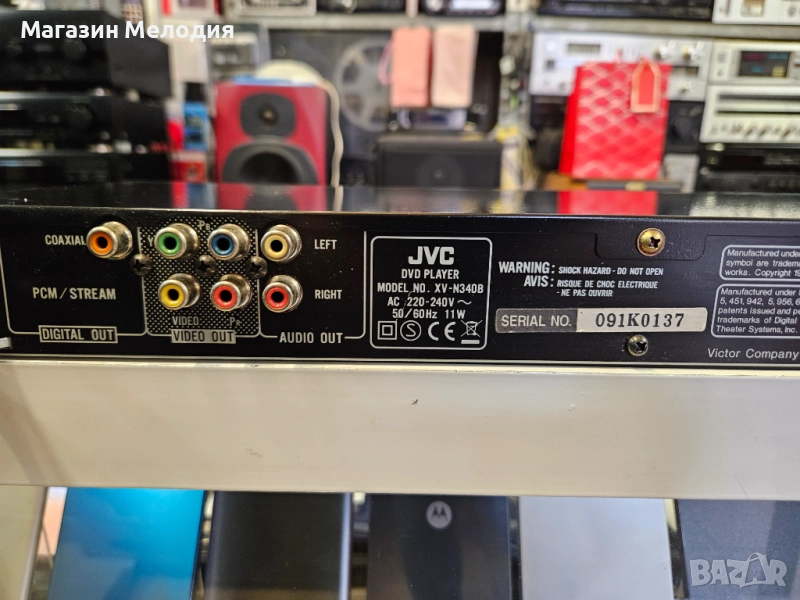 Магазин Мелодия
COAXIAL
PCM/STREAM
DIGITAL OUT
Y
PB
VIDEO
PR
VIDEO OUT
LEFT
RIGHT
AUDIO OUT
JVC
DVD PLAYER
MODEL NO. XV-N340B
AC 220-240V～
50/60Hz 11W
CE
WARNING: SHOCK HAZARD - DO NOT OPEN
AVIS: RISQUE DE CHOC ELECTRIQUE
- NE PAS OUVRIR
SERIAL NO. 091K0137
Manufactured under
symbol are tradema
works. Copyright 19
Manufactured under
5, 451, 942, 5, 956, 6
patents issued and pe
trademarks of Digital
Theater Systems, Inc.
Victor Company
BAZAR